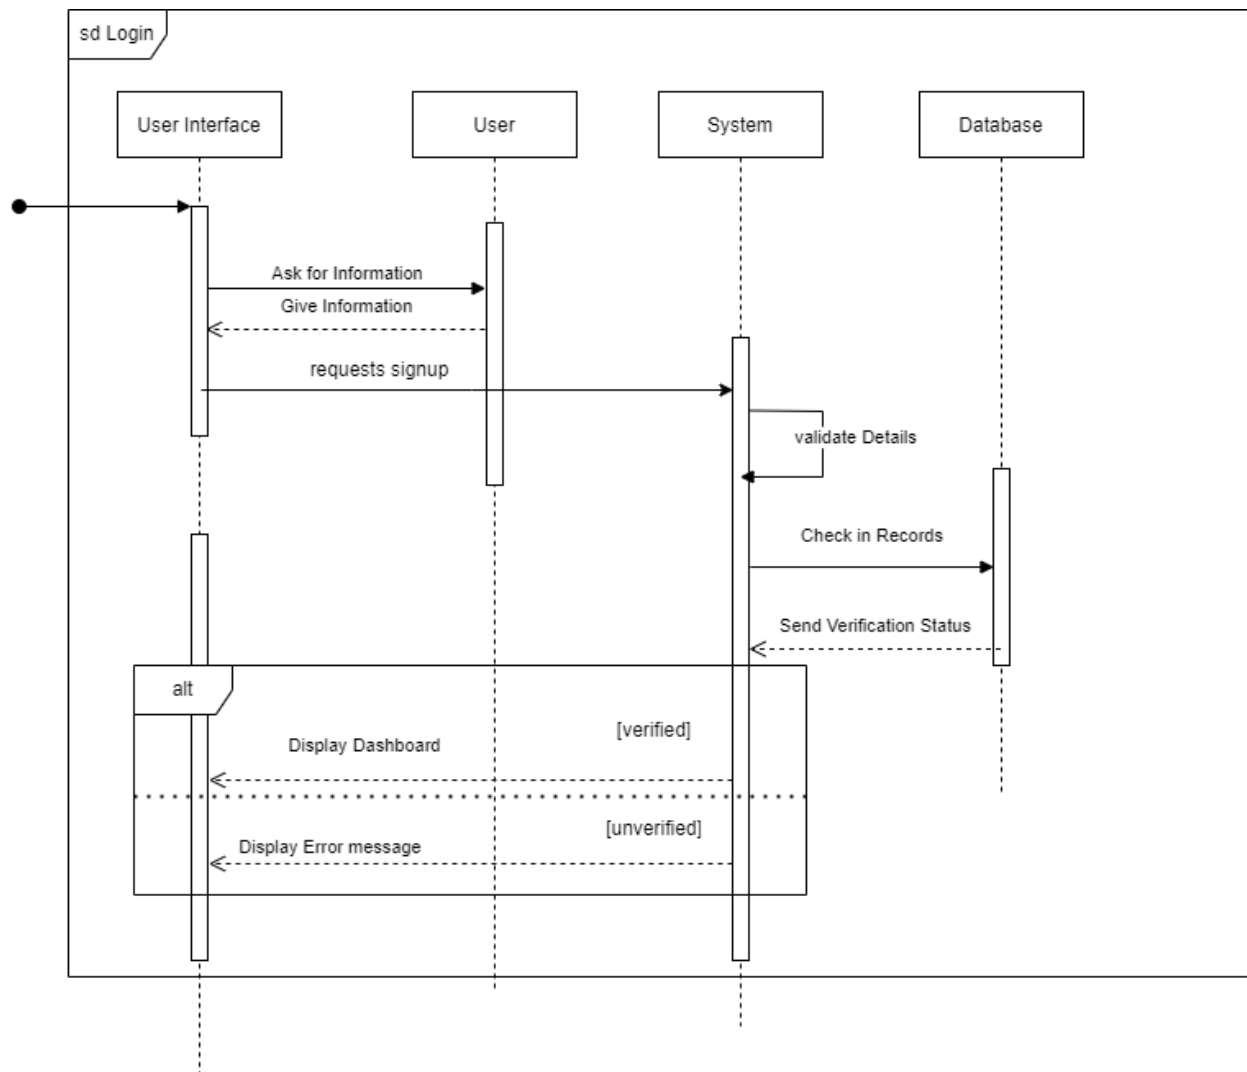 sd Login
User Interface
User
System
Database
Ask for Information
Give Information
requests signup
validate Details
Check in Records
Send Verification Status
alt
[verified]
Display Dashboard
[unverified]
Display Error message